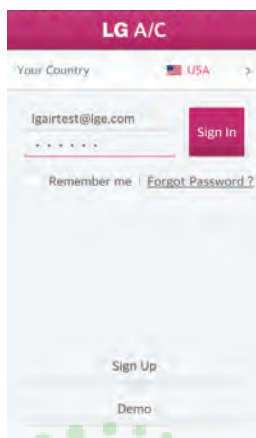 LG A/C
Your Country USA >
lgairtest@lge.com
Sign In
· · · · · ·
Remember me | Forgot Password ?
Sign Up
Demo